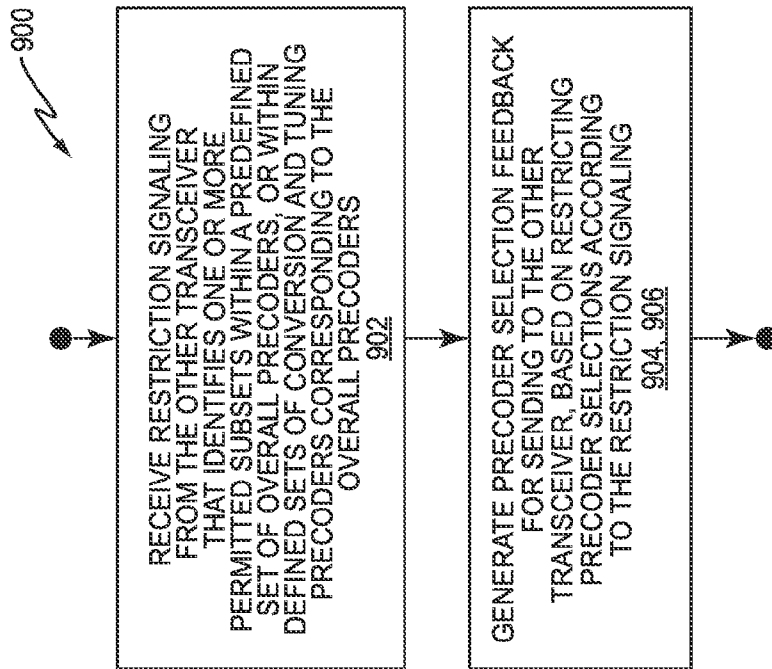 900
RECEIVE RESTRICTION SIGNALING
FROM THE OTHER TRANSCEIVER
THAT IDENTIFIES ONE OR MORE
PERMITTED SUBSETS WITHIN A PREDEFINED
SET OF OVERALL PRECODERS, OR WITHIN
DEFINED SETS OF CONVERSION AND TUNING
PRECODERS CORRESPONDING TO THE
OVERALL PRECODERS
902
GENERATE PRECODER SELECTION FEEDBACK
FOR SENDING TO THE OTHER
TRANSCEIVER, BASED ON RESTRICTING
PRECODER SELECTIONS ACCORDING
TO THE RESTRICTION SIGNALING
904, 906